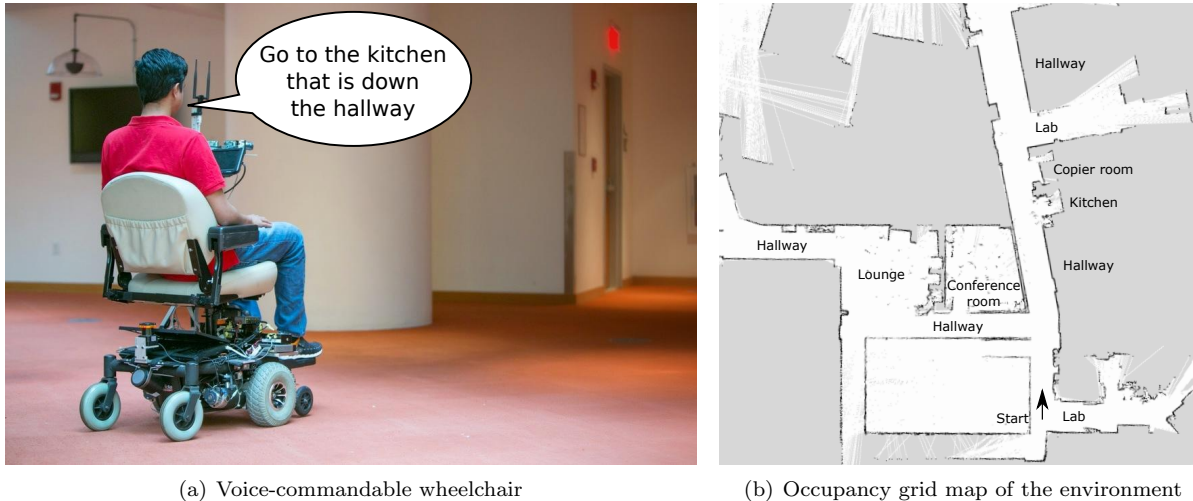 Go to the kitchen
that is down
the hallway
Hallway
Lab
Copier room
Kitchen
Hallway
Hallway
Lounge
Conference
room
Hallway
Start
Lab
(a) Voice-commandable wheelchair
(b) Occupancy grid map of the environment